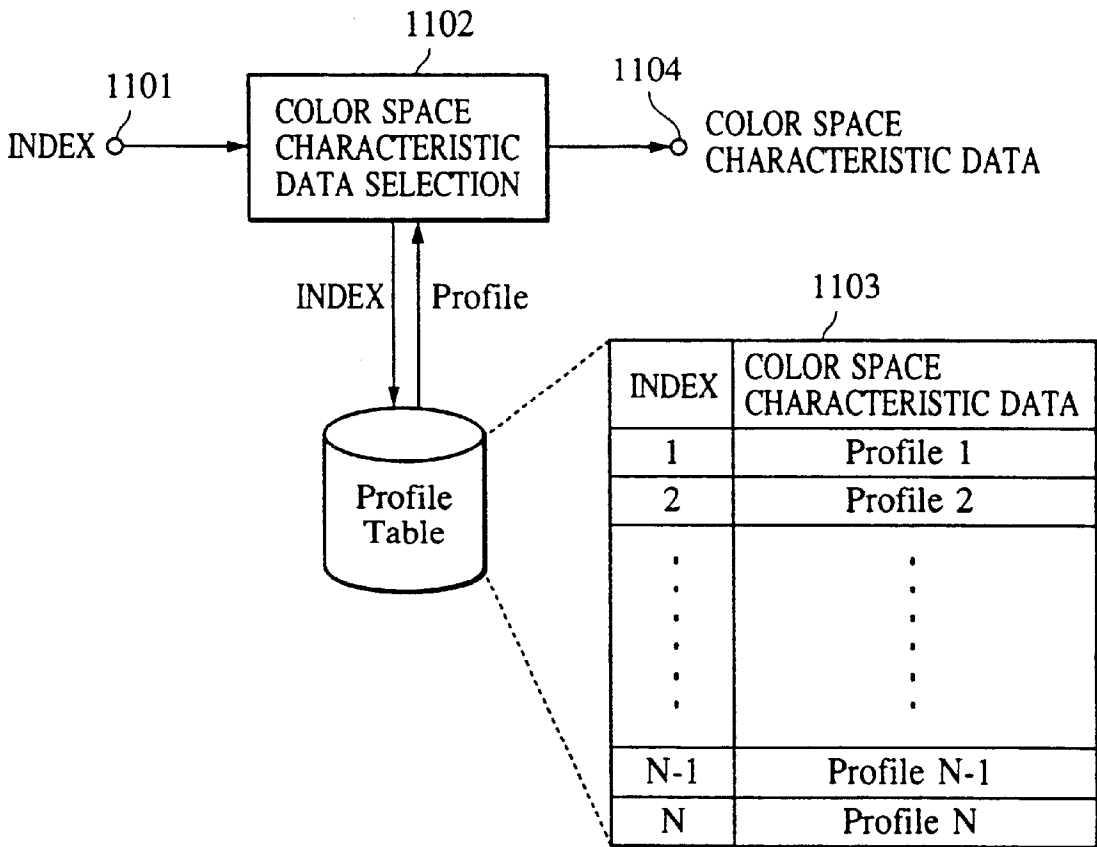 1102
1101
1104
INDEX
COLOR SPACE
CHARACTERISTIC
DATA SELECTION
COLOR SPACE
CHARACTERISTIC DATA
INDEX
Profile
1103
Profile
Table
INDEX
COLOR SPACE
CHARACTERISTIC DATA
1
Profile 1
2
Profile 2
N-1
Profile N-1
N
Profile N